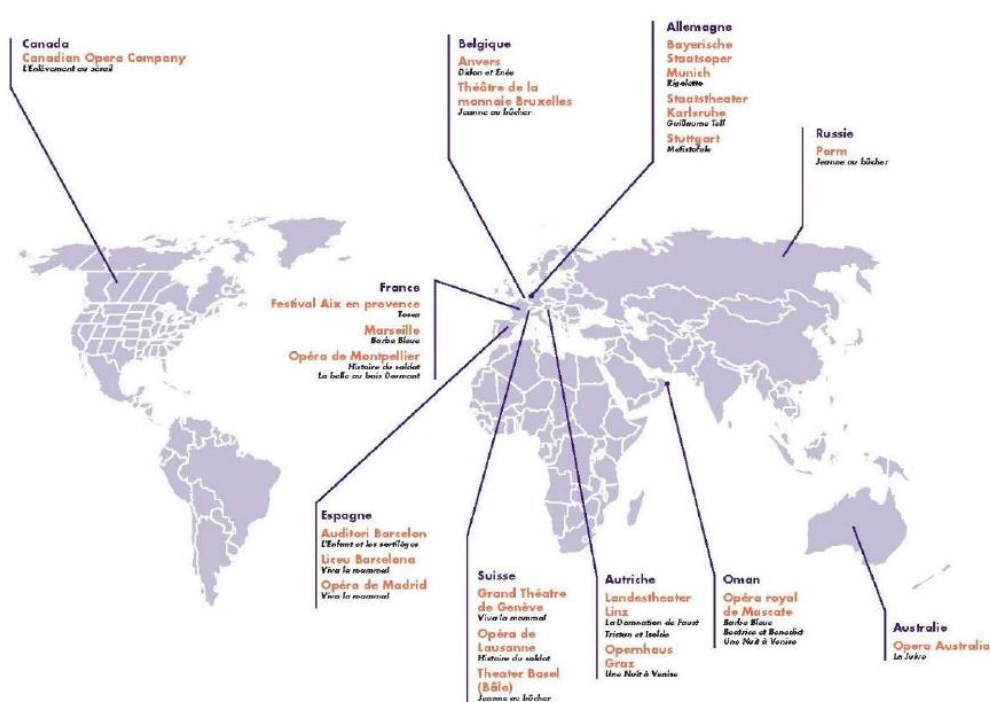 Canada
Canadian Opera Company
L'Enlèvement au sérail
Belgique
Anvers
Didon et Enée
Théâtre de la
monnaie Bruxelles
Jeanne au bûcher
Allemagne
Bayerische
Staatsoper
Munich
Rigoletto
Staatstheater
Karlsruhe
Guillaume Tell
Stuttgart
Mefistofele
Russie
Perm
Jeanne au bûcher
France
Festival Aix en provence
Tosca
Marseille
Barbe Bleue
Opéra de Montpellier
Histoire du soldat
La belle au bois Dormant
Espagne
Auditori Barcelon
L'Enfant et les sortilèges
Liceu Barcelona
Viva la mamma!
Opéra de Madrid
Viva la mamma!
Suisse
Grand Théatre
de Genève
Viva la mamma!
Opéra de
Lausanne
Histoire du soldat
Theater Basel
(Bâle)
Jeanne au bûcher
Autriche
Landestheater
Linz
La Damnation de Faust
Tristan et Isolde
Opernhaus
Graz
Une Nuit à Venise
Oman
Opéra royal
de Mascate
Barbe Bleue
Beatrice et Benedict
Une Nuit à Venise
Australie
Opera Australia
La Juive